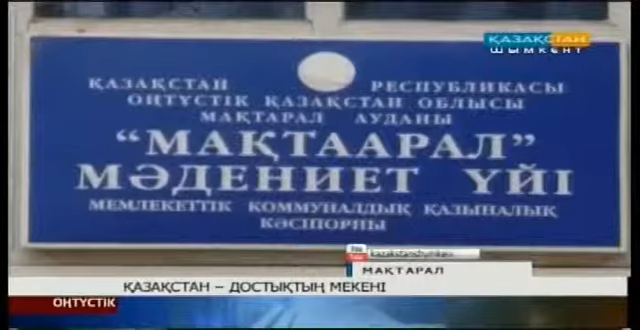 ҚАЗАҚСТАН
ШЫМКЕНТ
ҚАЗАҚСТАН РЕСПУБЛИКАСЫ
ОҢТҮСТІК ҚАЗАҚСТАН ОБЛЫСЫ
МАҚТАРАЛ АУДАНЫ
“МАҚТААРАЛ”
МӘДЕНИЕТ ҮЙІ
МЕМЛЕКЕТТІК КОММУНАЛДЫҚ ҚАЗЫНАЛЫҚ
КӘСІПОРНЫ
МАҚТАРАЛ
ҚАЗАҚСТАН – ДОСТЫҚТЫҢ МЕКЕНІ
ОҢТҮСТІК